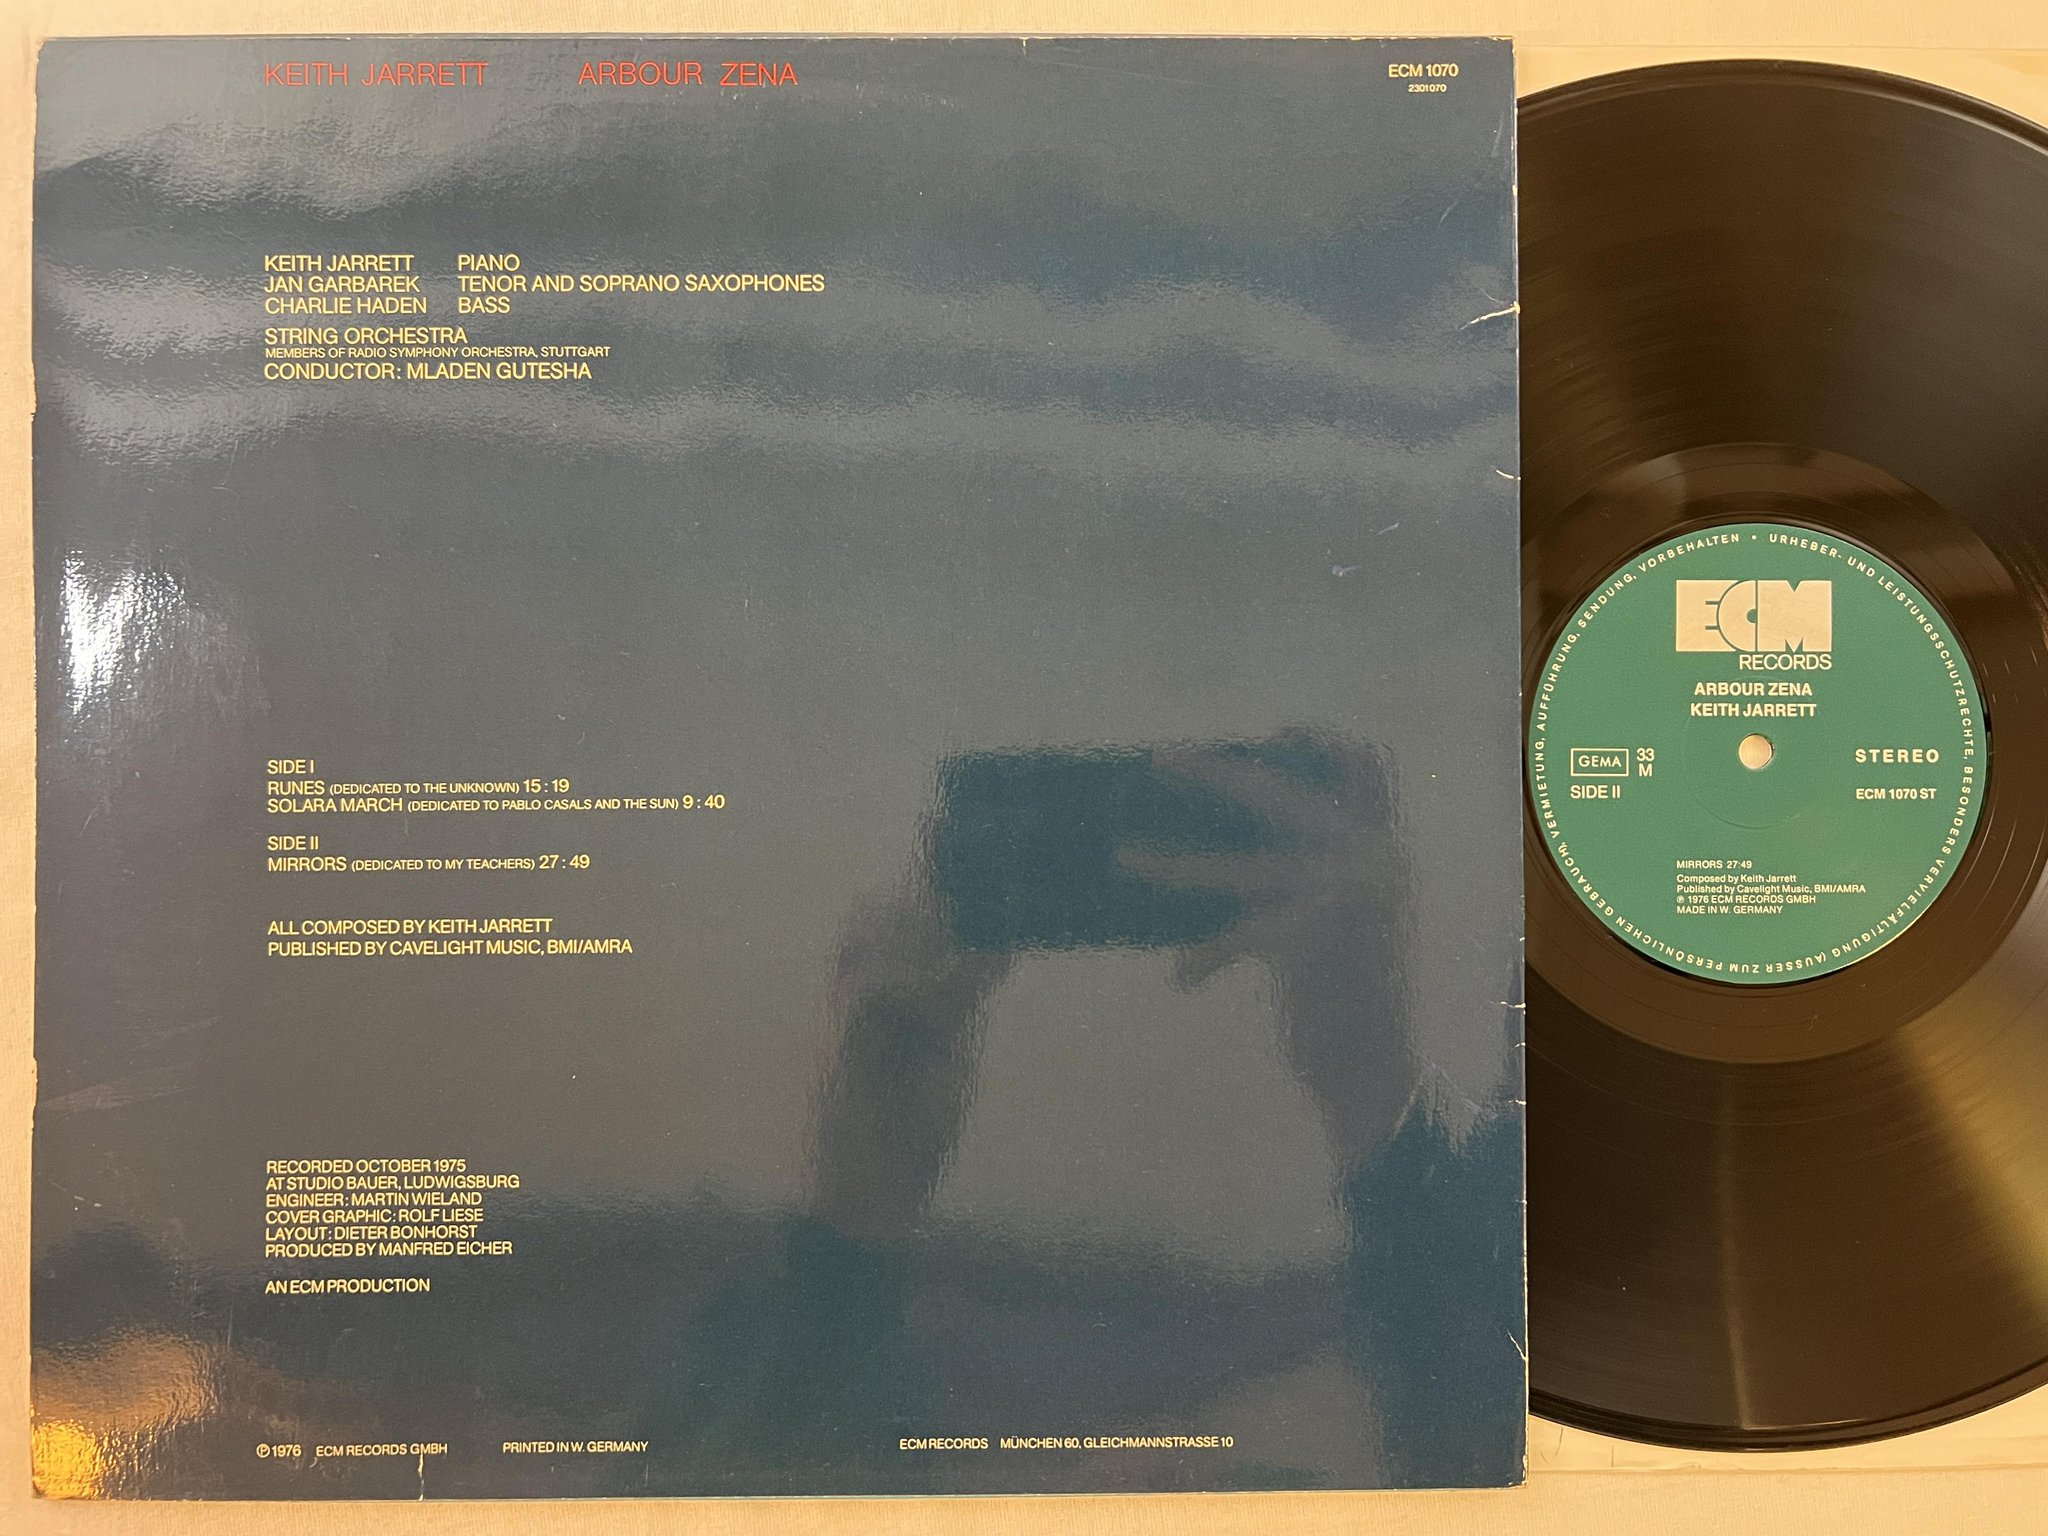 KEITH JARRETT ARBOUR ZENA
ECM 1070
2301 070
KEITH JARRETT PIANO
JAN GARBAREK TENOR AND SOPRANO SAXOPHONES
CHARLIE HADEN BASS
STRING ORCHESTRA
MEMBERS OF RADIO SYMPHONY ORCHESTRA, STUTTGART
CONDUCTOR: MLADEN GUTESHA
SIDE I
RUNES (DEDICATED TO THE UNKNOWN) 15:19
SOLARA MARCH (DEDICATED TO PABLO CASALS AND THE SUN) 9:40
SIDE II
MIRRORS (DEDICATED TO MY TEACHERS) 27:49
ALL COMPOSED BY KEITH JARRETT
PUBLISHED BY CAVELIGHT MUSIC, BMI/AMRA
RECORDED OCTOBER 1975
AT STUDIO BAUER, LUDWIGSBURG
ENGINEER: MARTIN WIELAND
COVER GRAPHIC: ROLF LIESE
LAYOUT: DIETER BONHORST
PRODUCED BY MANFRED EICHER
AN ECM PRODUCTION
℗ 1976 ECM RECORDS GMBH PRINTED IN W. GERMANY ECM RECORDS MÜNCHEN 60, GLEICHMANNSTRASSE 10
URHEBER- UND LEISTUNGSSCHUTZRECHTE, BESONDERS VERVIELFÄLTIGUNG (AUSSER ZUM PERSÖNLICHEN GEBRAUCH), VERMIETUNG, AUFFÜHRUNG, SENDUNG, VORBEHALTEN •
ECM
RECORDS
ARBOUR ZENA
KEITH JARRETT
GEMA 33 STEREO
M
SIDE II ECM 1070 ST
MIRRORS 27:49
Composed by Keith Jarrett
Published by Cavelight Music, BMI/AMRA
℗ 1976 ECM RECORDS GMBH
MADE IN W. GERMANY